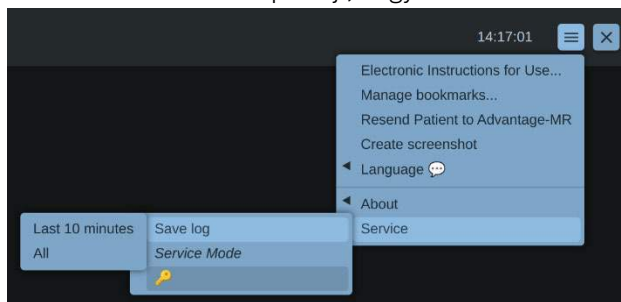 14:17:01
Electronic Instructions for Use...
Manage bookmarks...
Resend Patient to Advantage-MR
Create screenshot
Language
About
Service
Save log
Service Mode
Last 10 minutes
All